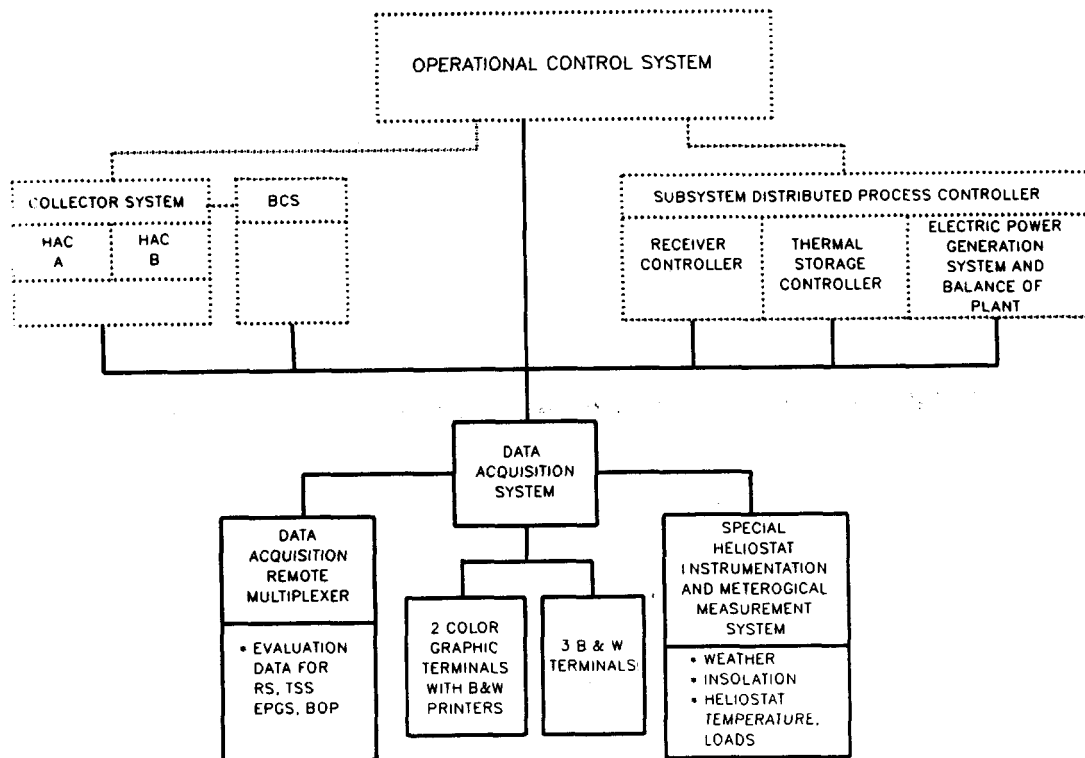 OPERATIONAL CONTROL SYSTEM
COLLECTOR SYSTEM
HAC
A
HAC
B
BCS
SUBSYSTEM DISTRIBUTED PROCESS CONTROLLER
RECEIVER
CONTROLLER
THERMAL
STORAGE
CONTROLLER
ELECTRIC POWER
GENERATION
SYSTEM AND
BALANCE OF
PLANT
DATA
ACQUISITION
SYSTEM
DATA
ACQUISITION
REMOTE
MULTIPLEXER
* EVALUATION
DATA FOR
RS, TSS
EPGS, BOP
2 COLOR
GRAPHIC
TERMINALS
WITH B&W
PRINTERS
3 B & W
TERMINALS
SPECIAL
HELIOSTAT
INSTRUMENTATION
AND METEROGICAL
MEASUREMENT
SYSTEM
* WEATHER
* INSOLATION
* HELIOSTAT
TEMPERATURE,
LOADS